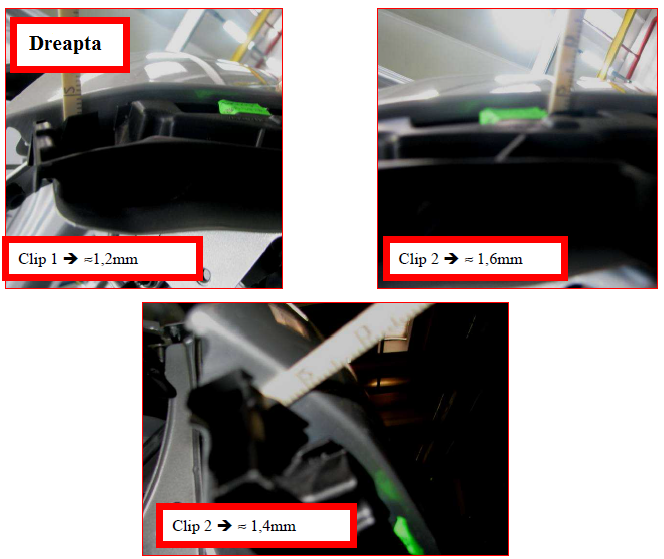 Dreapta
Clip 1 🡺 ≈1,2mm
Clip 2 🡺 ≈ 1,6mm
Clip 2 🡺 ≈ 1,4mm